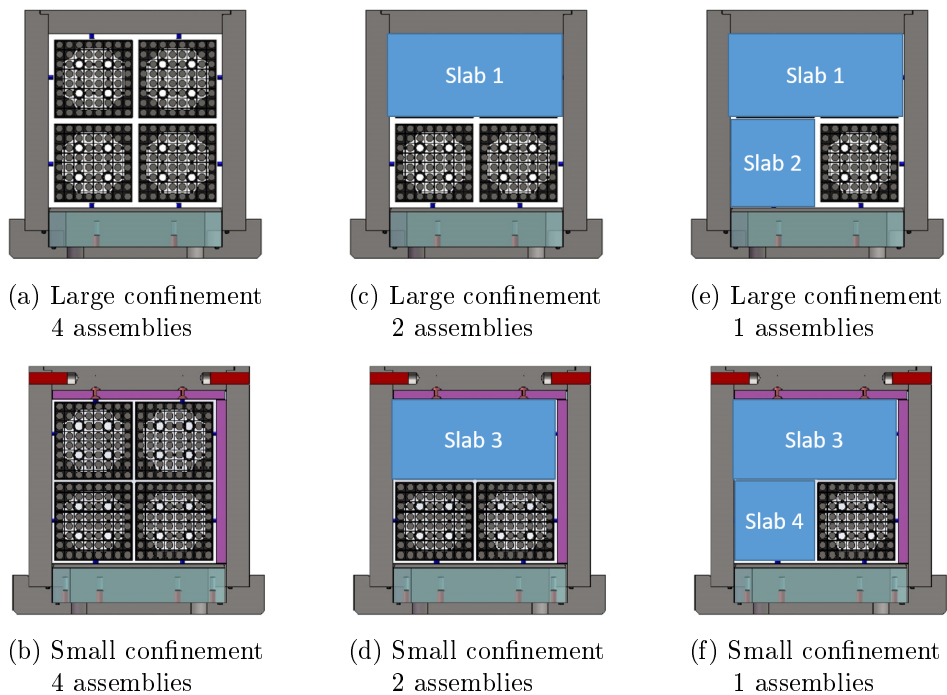 Slab 1
Slab 1
Slab 2
(a) Large confinement
4 assemblies
(c) Large confinement
2 assemblies
(e) Large confinement
1 assemblies
Slab 3
Slab 3
Slab 4
(b) Small confinement
4 assemblies
(d) Small confinement
2 assemblies
(f) Small confinement
1 assemblies